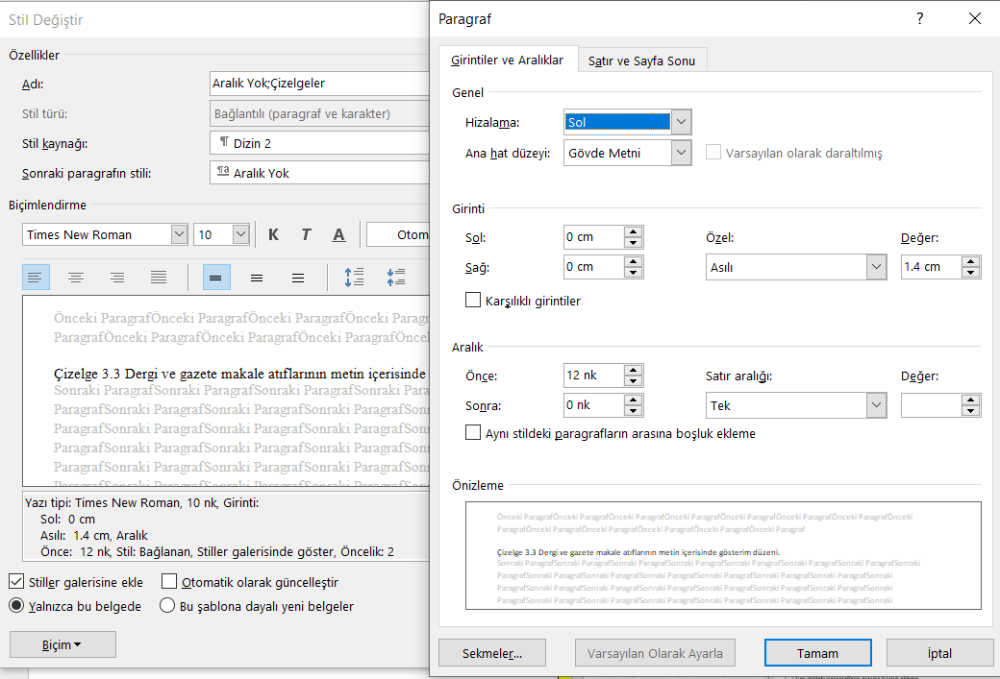 Stil Değiştir
Özellikler
Adı:
Aralık Yok;Çizelgeler
Stil türü:
Bağlantılı (paragraf ve karakter)
Stil kaynağı:
¶ Dizin 2
Sonraki paragrafın stili:
¶a Aralık Yok
Biçimlendirme
Times New Roman
10
K T A
Otom
Önceki ParagrafÖnceki ParagrafÖnceki ParagrafÖnceki Paragraf
ParagrafÖnceki ParagrafÖnceki ParagrafÖnceki ParagrafÖnce
Çizelge 3.3 Dergi ve gazete makale atıflarının metin içerisinde
Sonraki ParagrafSonraki ParagrafSonraki ParagrafSonraki Para
ParagrafSonraki ParagrafSonraki ParagrafSonraki ParagrafSon
ParagrafSonraki ParagrafSonraki ParagrafSonraki ParagrafSon
ParagrafSonraki ParagrafSonraki ParagrafSonraki ParagrafSon
ParagrafSonraki ParagrafSonraki ParagrafSonraki ParagrafSon
ParagrafSonraki ParagrafSonraki ParagrafSonraki ParagrafSon
Yazı tipi: Times New Roman, 10 nk, Girinti:
Sol: 0 cm
Asılı: 1.4 cm, Aralık
Önce: 12 nk, Stil: Bağlanan, Stiller galerisinde göster, Öncelik: 2
Stiller galerisine ekle
Otomatik olarak güncelleştir
Yalnızca bu belgede
Bu şablona dayalı yeni belgeler
Biçim
Paragraf
?
Girintiler ve Aralıklar
Satır ve Sayfa Sonu
Genel
Hizalama:
Sol
Ana hat düzeyi:
Gövde Metni
Varsayılan olarak daraltılmış
Girinti
Sol:
0 cm
Özel:
Değer:
Sağ:
0 cm
Asılı
1.4 cm
Karşılıklı girintiler
Aralık
Önce:
12 nk
Satır aralığı:
Değer:
Sonra:
0 nk
Tek
Aynı stildeki paragrafların arasına boşluk ekleme
Önizleme
Önceki ParagrafÖnceki ParagrafÖnceki ParagrafÖnceki ParagrafÖnceki ParagrafÖnceki ParagrafÖnceki
ParagrafÖnceki ParagrafÖnceki ParagrafÖnceki ParagrafÖnceki Paragraf
Çizelge 3.3 Dergi ve gazete makale atıflarının metin içerisinde gösterim düzeni.
Sonraki ParagrafSonraki ParagrafSonraki ParagrafSonraki ParagrafSonraki ParagrafSonraki ParagrafSonraki
ParagrafSonraki ParagrafSonraki ParagrafSonraki ParagrafSonraki ParagrafSonraki ParagrafSonraki
ParagrafSonraki ParagrafSonraki ParagrafSonraki ParagrafSonraki ParagrafSonraki ParagrafSonraki
ParagrafSonraki ParagrafSonraki ParagrafSonraki ParagrafSonraki ParagrafSonraki ParagrafSonraki
Sekmeler...
Varsayılan Olarak Ayarla
Tamam
İptal